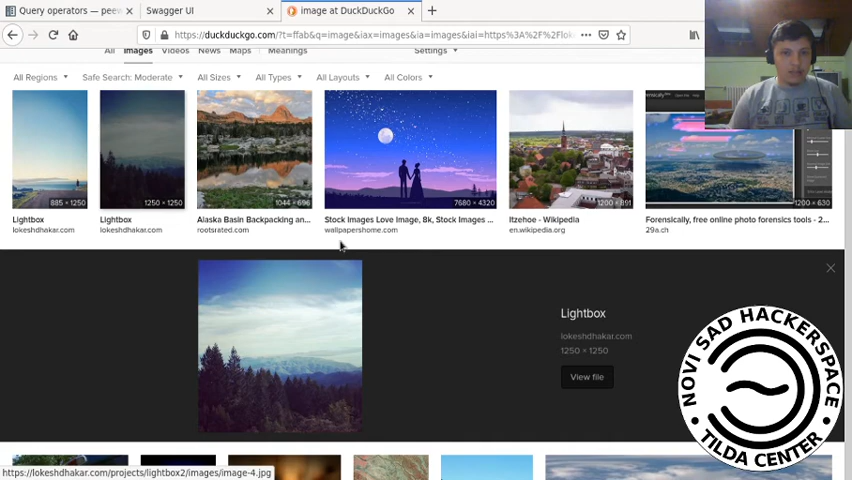 Query operators — peew
Swagger UI
image at DuckDuckGo
https://duckduckgo.com/?t=ffab&q=image&iax=images&ia=images&iai=https%3A%2F%2Flok
All Images Videos News Maps Meanings Settings
All Regions Safe Search: Moderate All Sizes All Types All Layouts All Colors
885 × 1250
1250 × 1250
1044 × 696
7680 × 4320
1200 × 891
1200 × 630
Lightbox
lokeshdhakar.com
Lightbox
lokeshdhakar.com
Alaska Basin Backpacking an...
rootsrated.com
Stock Images Love Image, 8k, Stock Images ...
wallpapershome.com
Itzehoe - Wikipedia
en.wikipedia.org
Forensically, free online photo forensics tools - 2...
29a.ch
Lightbox
lokeshdhakar.com
1250 × 1250
View file
https://lokeshdhakar.com/projects/lightbox2/images/image-4.jpg
NOVI SAD HACKERSPACE
TILDA CENTER